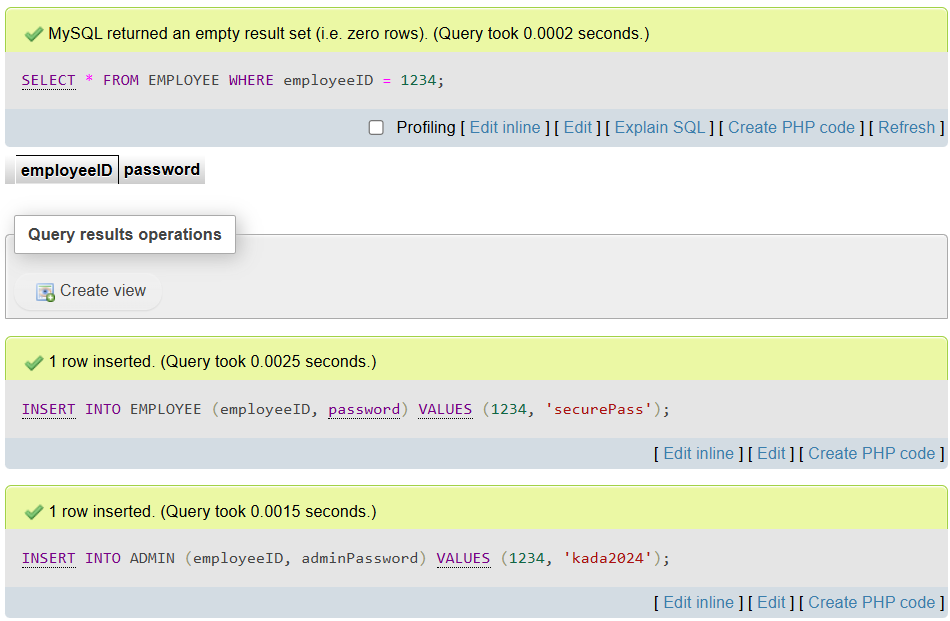 MySQL returned an empty result set (i.e. zero rows). (Query took 0.0002 seconds.)
SELECT * FROM EMPLOYEE WHERE employeeID = 1234;
Profiling [ Edit inline ] [ Edit ] [ Explain SQL ] [ Create PHP code ] [ Refresh ]
employeeID password
Query results operations
Create view
1 row inserted. (Query took 0.0025 seconds.)
INSERT INTO EMPLOYEE (employeeID, password) VALUES (1234, 'securePass');
[ Edit inline ] [ Edit ] [ Create PHP code ]
1 row inserted. (Query took 0.0015 seconds.)
INSERT INTO ADMIN (employeeID, adminPassword) VALUES (1234, 'kada2024');
[ Edit inline ] [ Edit ] [ Create PHP code ]